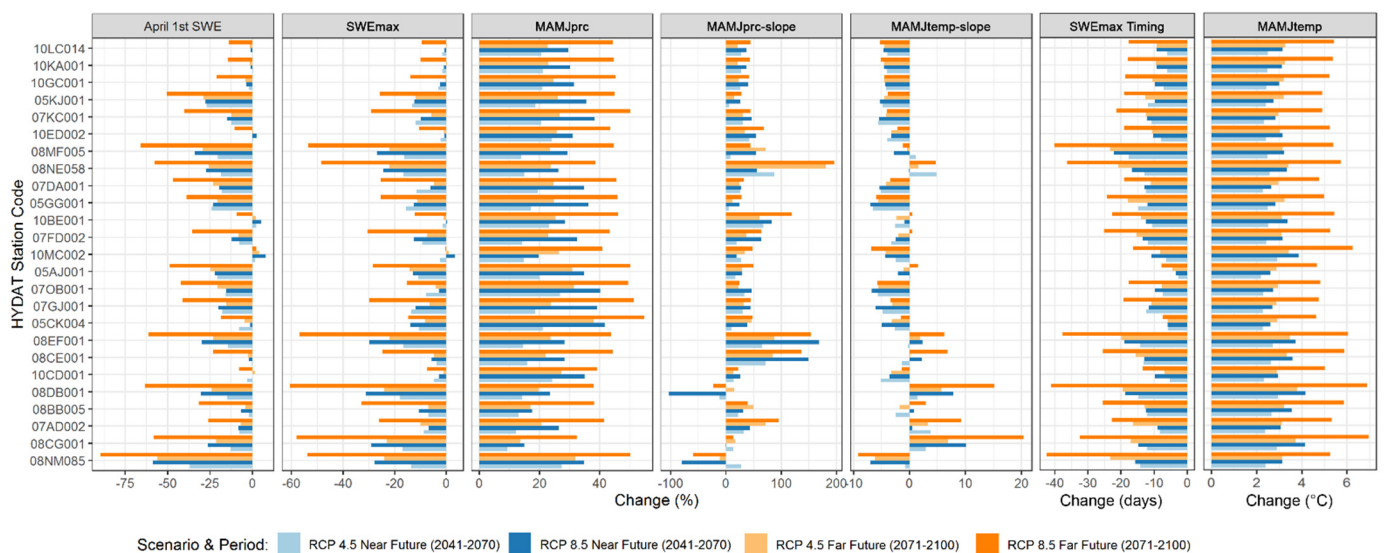 April 1st SWE SWEmax MAMJprc MAMJprc-slope MAMJtemp-slope SWEmax Timing MAMJtemp
HYDAT Station Code
10LC014
10KA001
10GC001
05KJ001
07KC001
10ED002
08MF005
08NE058
07DA001
05GG001
10BE001
07FD002
10MC002
05AJ001
07OB001
07GJ001
05CK004
08EF001
08CE001
10CD001
08DB001
08BB005
07AD002
08CG001
08NM085
-75 -50 -25 0 -60 -40 -20 0 0 20 40 -100 0 100 200 -10 0 10 20 -40 -30 -20 -10 0 0 2 4 6
Change (%) Change (days) Change (°C)
Scenario & Period: RCP 4.5 Near Future (2041-2070) RCP 8.5 Near Future (2041-2070) RCP 4.5 Far Future (2071-2100) RCP 8.5 Far Future (2071-2100)